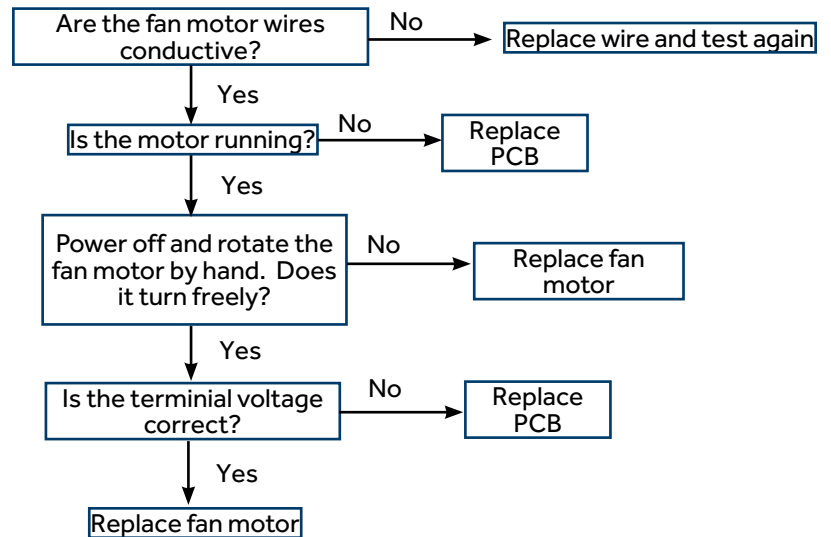 Are the fan motor wires
conductive?
No
Replace wire and test again
Yes
Is the motor running?
No
Replace
PCB
Yes
Power off and rotate the
fan motor by hand.  Does
it turn freely?
No
Replace fan
motor
Yes
Is the terminial voltage
correct?
No
Replace
PCB
Yes
Replace fan motor